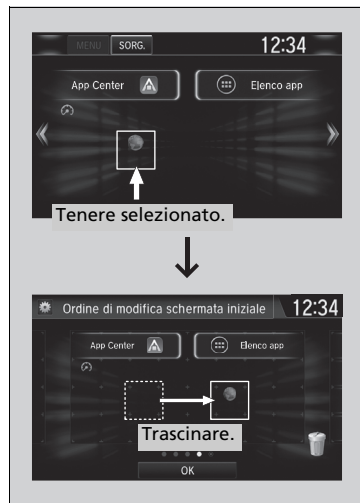 MENU SORG. 12:34
App Center Elenco app
Tenere selezionato.
Ordine di modifica schermata iniziale 12:34
App Center Elenco app
Trascinare.
OK